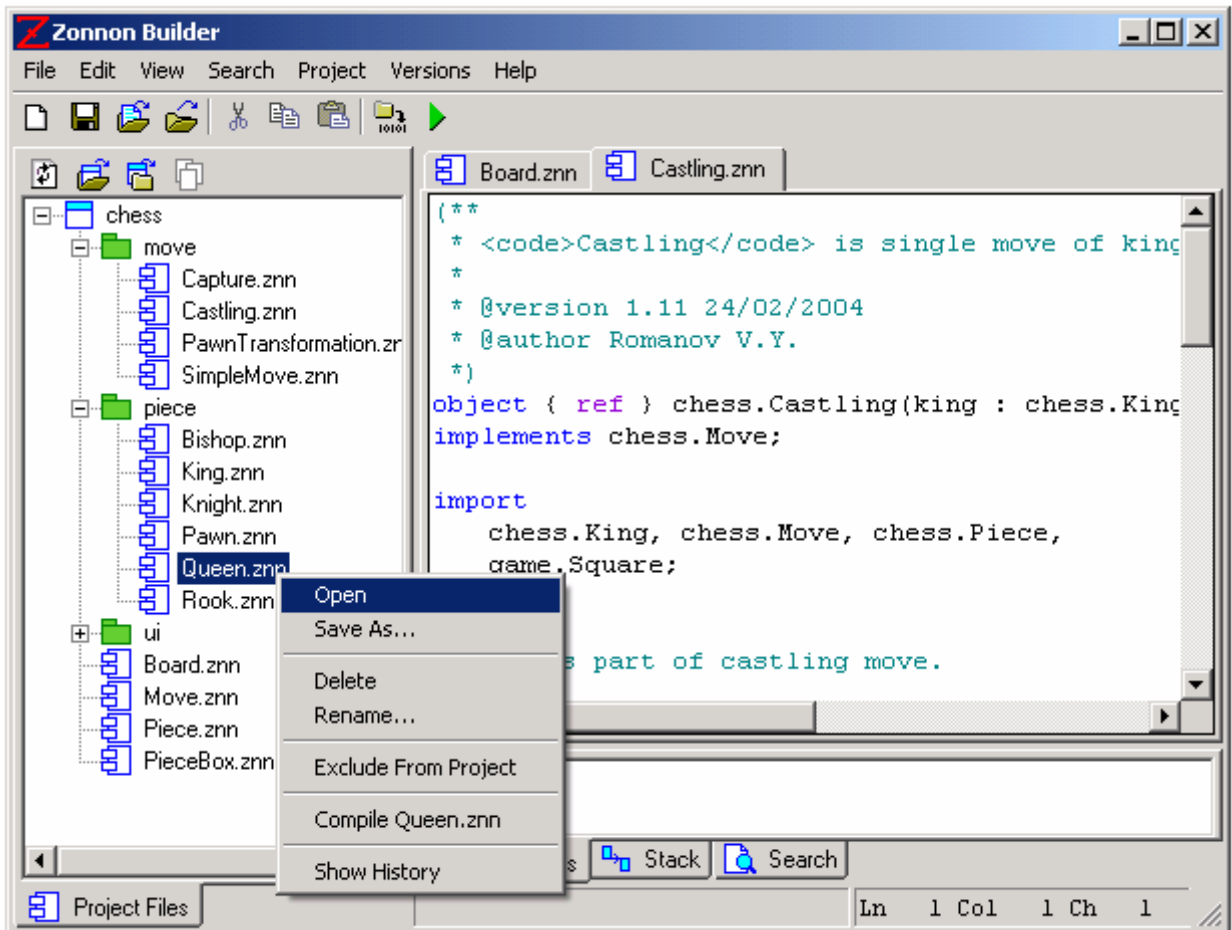 Zonnon Builder
File Edit View Search Project Versions Help
Board.znn Castling.znn
chess
move
Capture.znn
Castling.znn
PawnTransformation.zr
SimpleMove.znn
piece
Bishop.znn
King.znn
Knight.znn
Pawn.znn
Queen.znn
Rook.znn
ui
Board.znn
Move.znn
Piece.znn
PieceBox.znn
Project Files
(**
* <code>Castling</code> is single move of king
*
* @version 1.11 24/02/2004
* @author Romanov V.Y.
*)
object { ref } chess.Castling(king : chess.King
implements chess.Move;
import
chess.King, chess.Move, chess.Piece,
game.Square;
s part of castling move.
Open
Save As...
Delete
Rename...
Exclude From Project
Compile Queen.znn
Show History
s Stack Search
Ln 1 Col 1 Ch 1